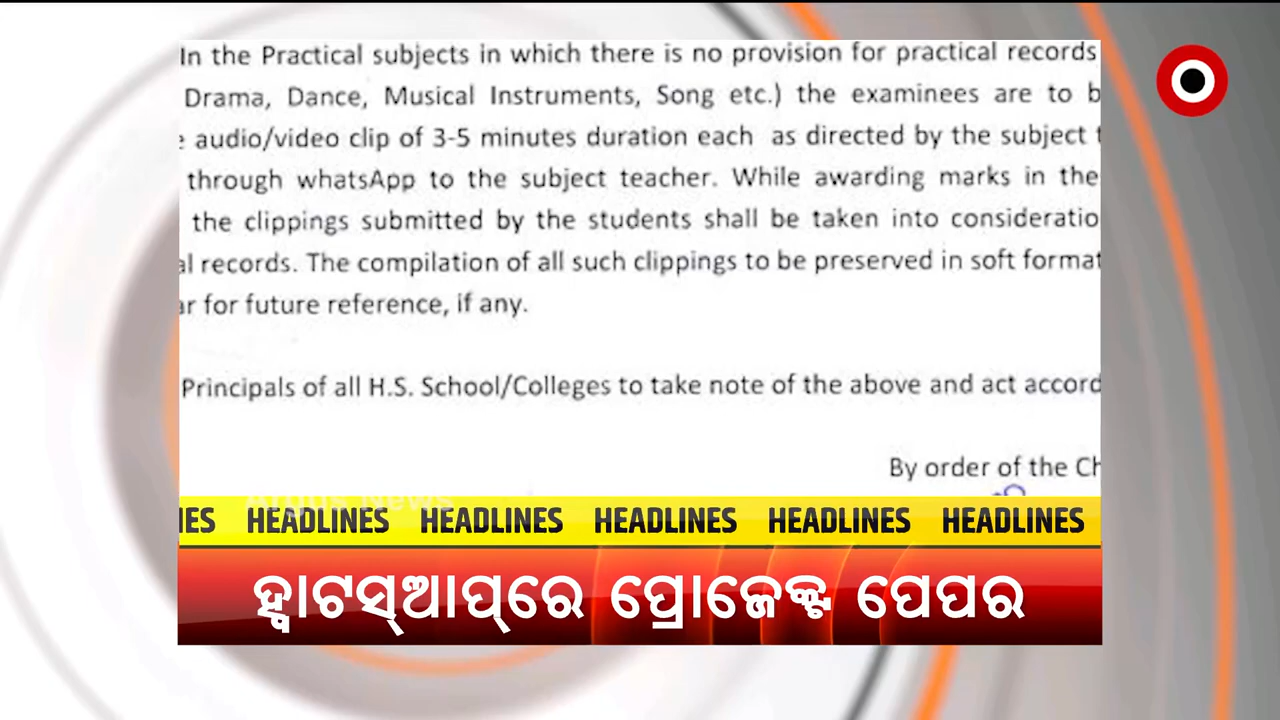 In the Practical subjects in which there is no provision for practical records
Drama, Dance, Musical Instruments, Song etc.) the examinees are to b
audio/video clip of 3-5 minutes duration each as directed by the subject
through whatsApp to the subject teacher. While awarding marks in the
the clippings submitted by the students shall be taken into consideratio
al records. The compilation of all such clippings to be preserved in soft format
ar for future reference, if any.
Principals of all H.S. School/Colleges to take note of the above and act accord
By order of the Ch
Argus News
IES HEADLINES HEADLINES HEADLINES HEADLINES HEADLINES
ହ୍ଵାଟସ୍ଆପ୍‌ରେ ପ୍ରୋଜେକ୍ଟ ପେପର